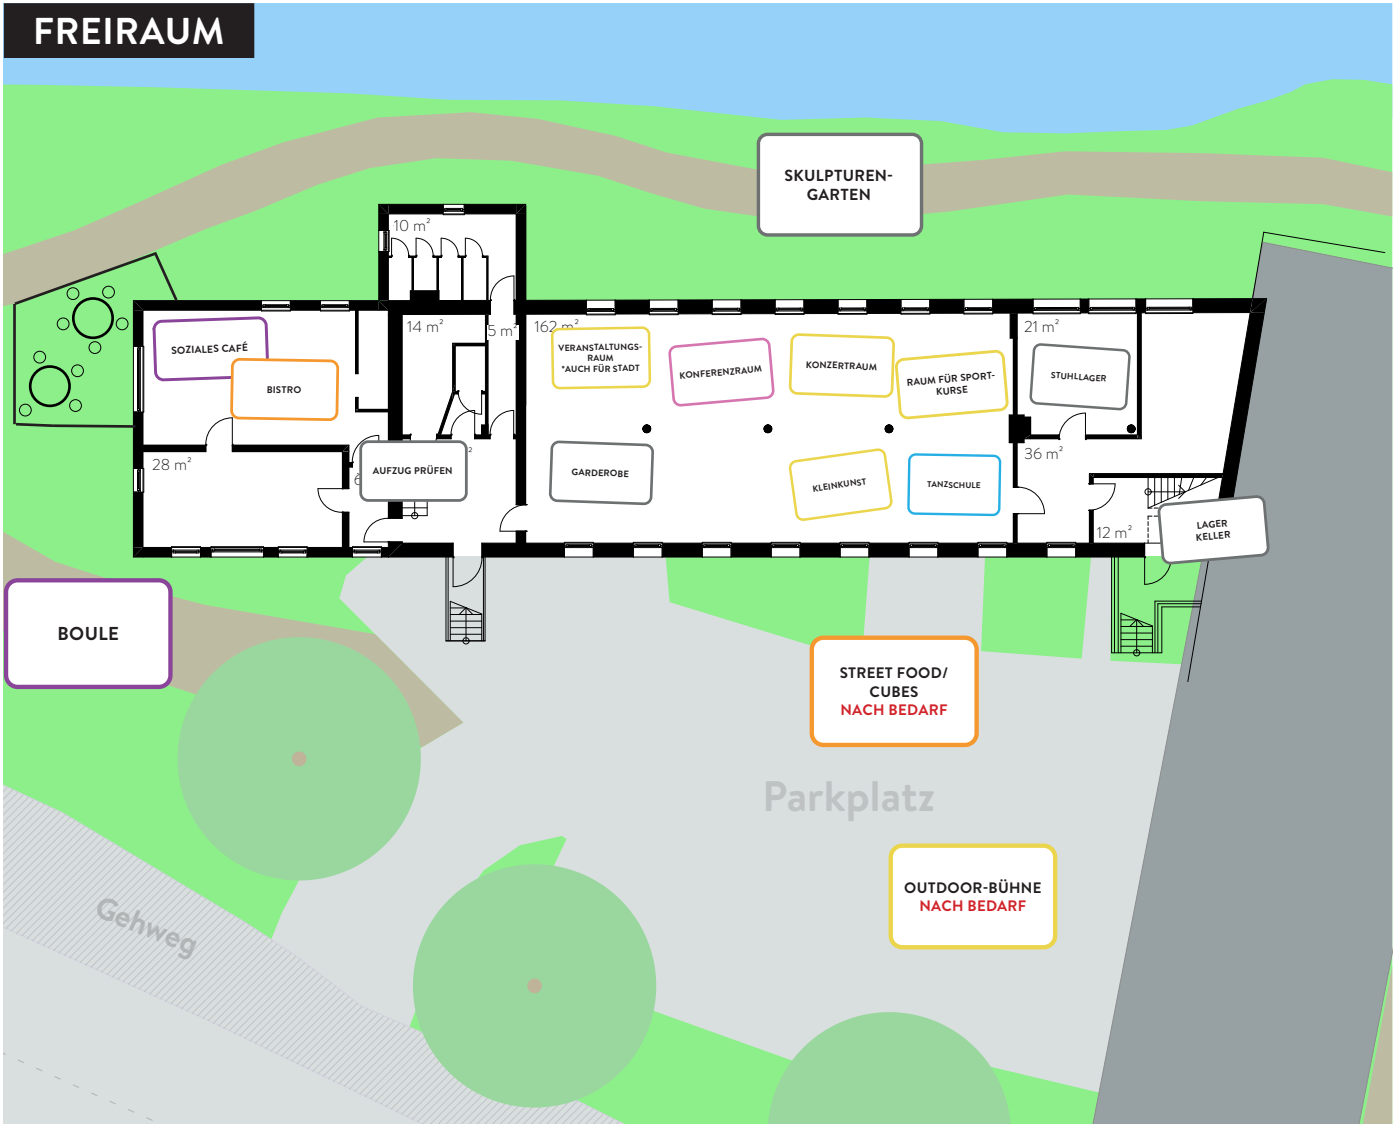 FREIRAUM
SKULPTUREN-
GARTEN
10 m²
14 m²
5 m²
162 m²
21 m²
SOZIALES CAFÉ
BISTRO
VERANSTALTUNGS-
RAUM
*AUCH FÜR STADT
KONFERENZRAUM
KONZERTRAUM
RAUM FÜR SPORT-
KURSE
STUHLLAGER
28 m²
AUFZUG PRÜFEN
GARDEROBE
KLEINKUNST
TANZSCHULE
36 m²
12 m²
LAGER
KELLER
BOULE
STREET FOOD/
CUBES
NACH BEDARF
Parkplatz
OUTDOOR-BÜHNE
NACH BEDARF
Gehweg